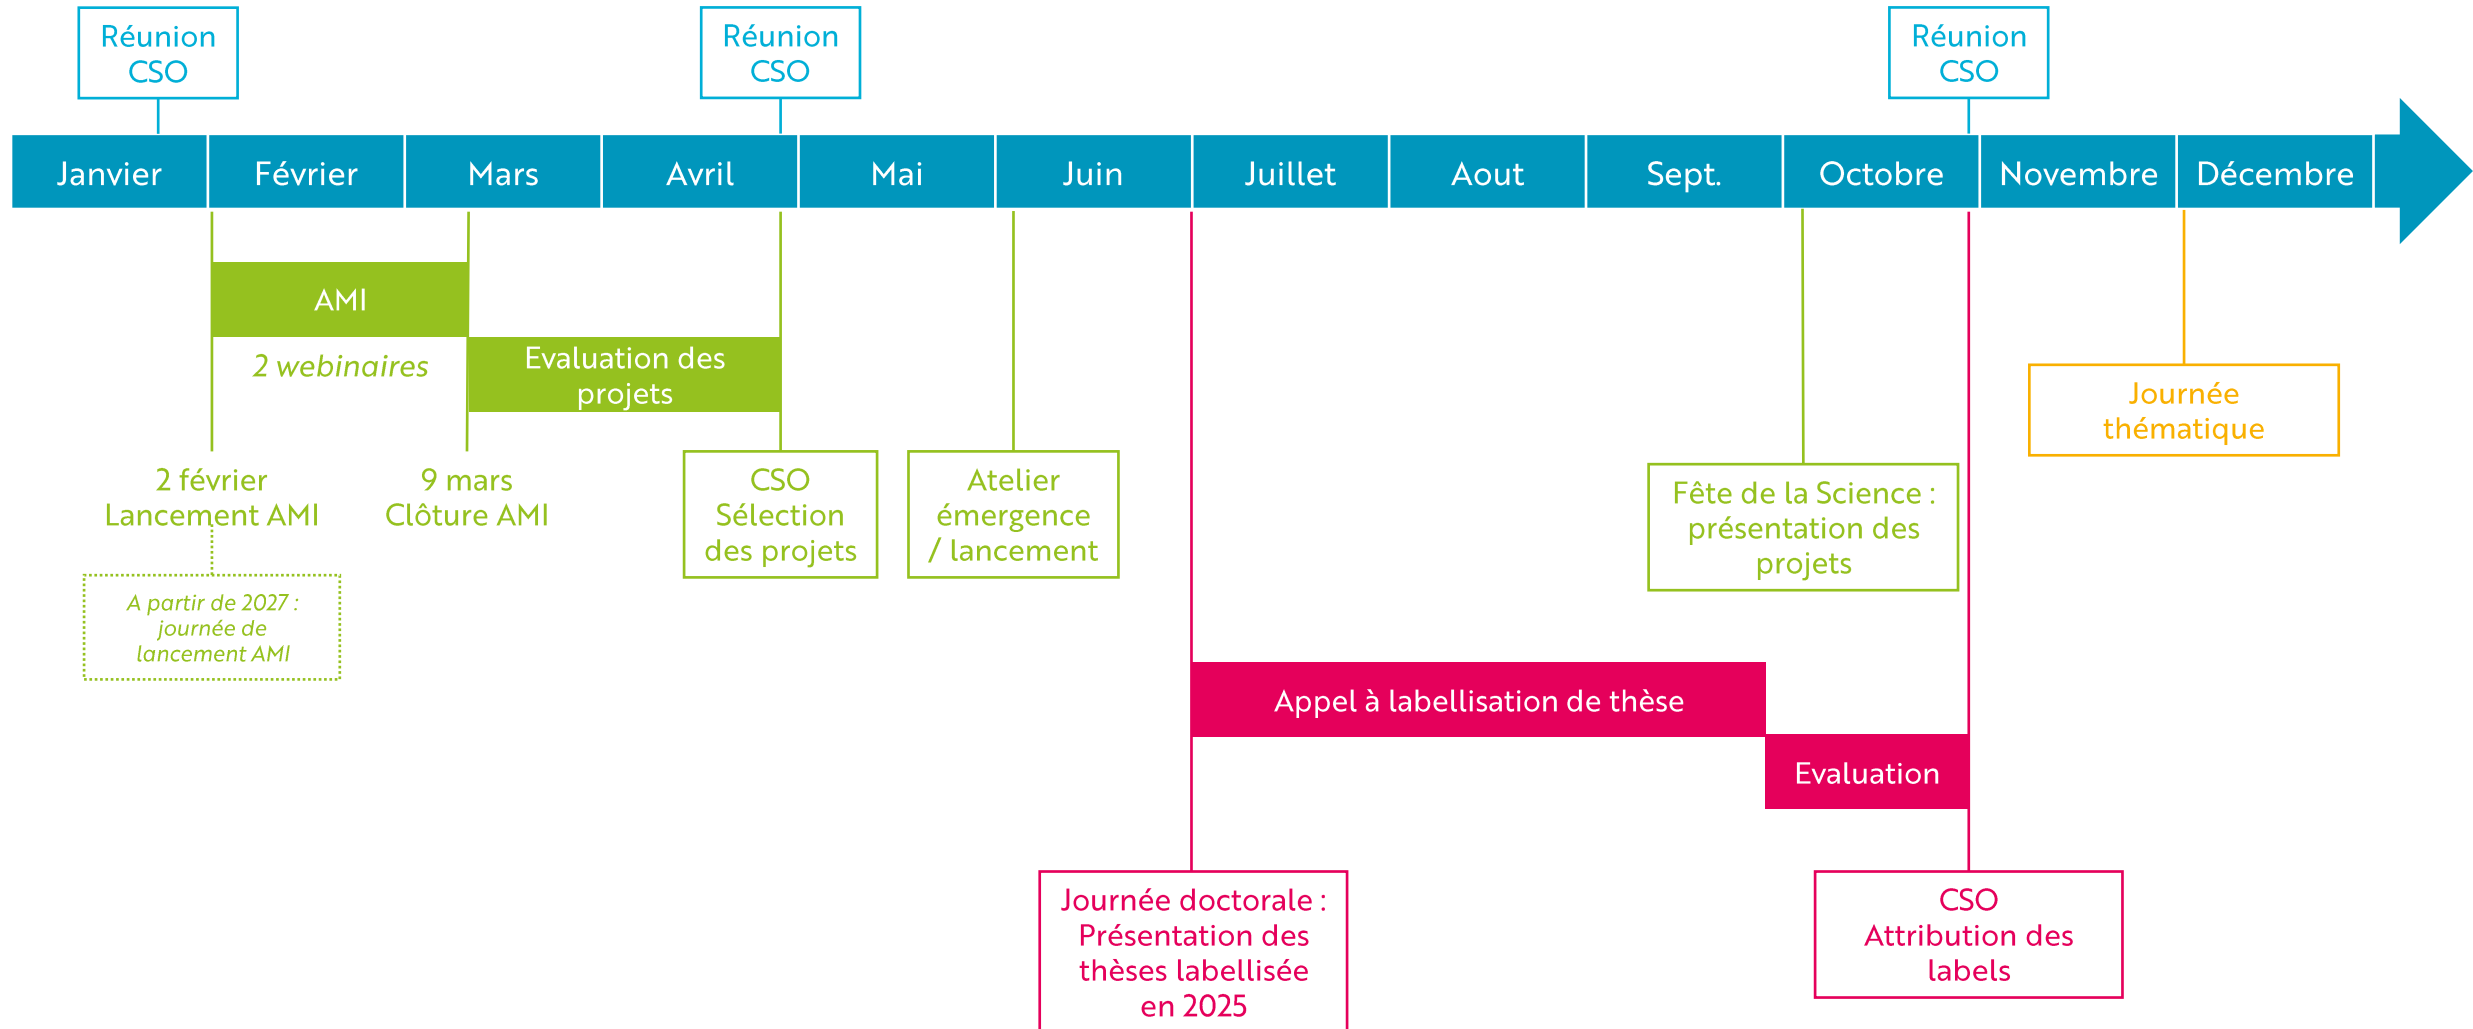 Réunion
CSO
Réunion
CSO
Réunion
CSO
Janvier
Février
Mars
Avril
Mai
Juin
Juillet
Aout
Sept.
Octobre
Novembre
Décembre
AMI
2 webinaires
Evaluation des
projets
2 février
Lancement AMI
9 mars
Clôture AMI
CSO
Sélection
des projets
Atelier
émergence
/ lancement
Fête de la Science :
présentation des
projets
Journée
thématique
A partir de 2027 :
journée de
lancement AMI
Appel à labellisation de thèse
Evaluation
Journée doctorale :
Présentation des
thèses labellisée
en 2025
CSO
Attribution des
labels